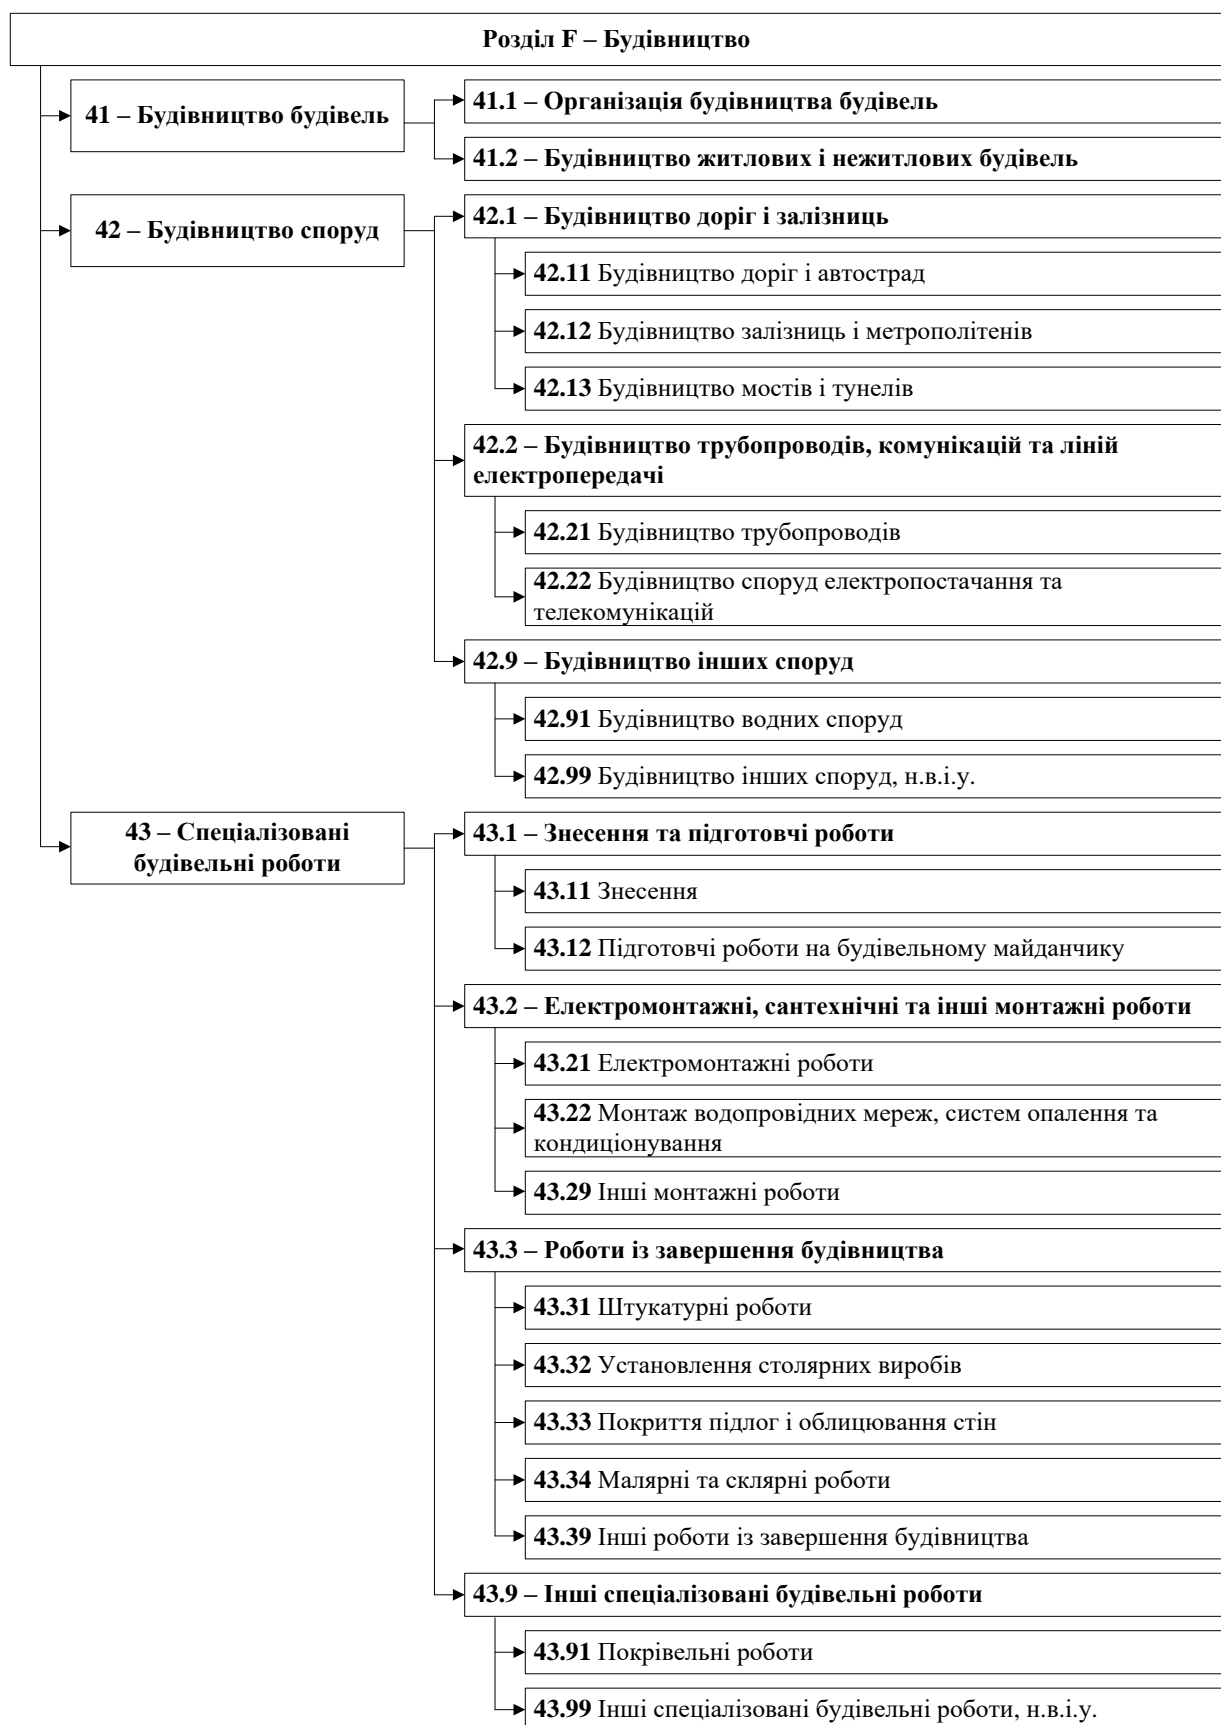 Розділ F – Будівництво
41 – Будівництво будівель
41.1 – Організація будівництва будівель
41.2 – Будівництво житлових і нежитлових будівель
42 – Будівництво споруд
42.1 – Будівництво доріг і залізниць
42.11 Будівництво доріг і автострад
42.12 Будівництво залізниць і метрополітенів
42.13 Будівництво мостів і тунелів
42.2 – Будівництво трубопроводів, комунікацій та ліній
електропередачі
42.21 Будівництво трубопроводів
42.22 Будівництво споруд електропостачання та
телекомунікацій
42.9 – Будівництво інших споруд
42.91 Будівництво водних споруд
42.99 Будівництво інших споруд, н.в.і.у.
43 – Спеціалізовані
будівельні роботи
43.1 – Знесення та підготовчі роботи
43.11 Знесення
43.12 Підготовчі роботи на будівельному майданчику
43.2 – Електромонтажні, сантехнічні та інші монтажні роботи
43.21 Електромонтажні роботи
43.22 Монтаж водопровідних мереж, систем опалення та
кондиціонування
43.29 Інші монтажні роботи
43.3 – Роботи із завершення будівництва
43.31 Штукатурні роботи
43.32 Установлення столярних виробів
43.33 Покриття підлог і облицювання стін
43.34 Малярні та склярні роботи
43.39 Інші роботи із завершення будівництва
43.9 – Інші спеціалізовані будівельні роботи
43.91 Покрівельні роботи
43.99 Інші спеціалізовані будівельні роботи, н.в.і.у.